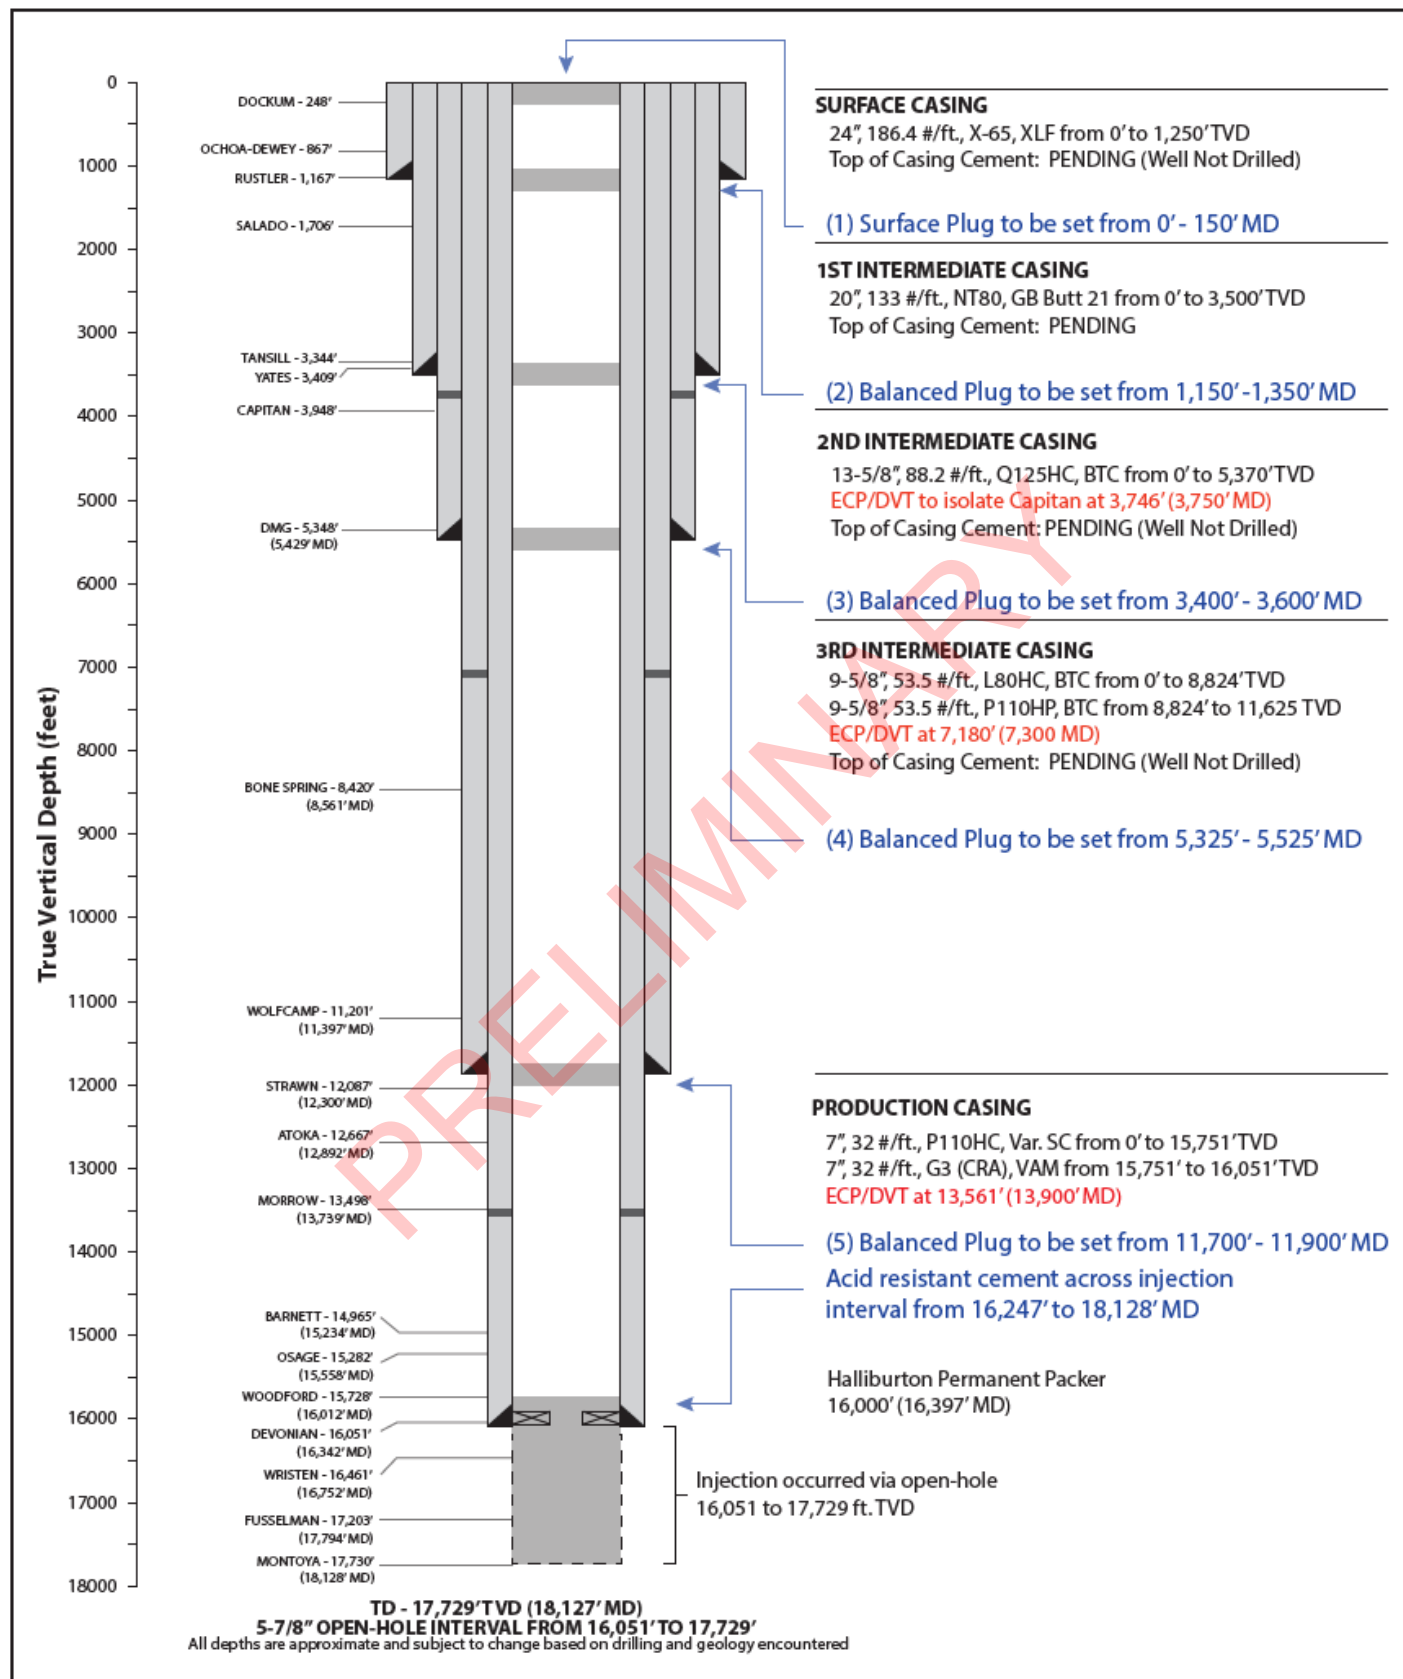 0
1000
2000
3000
4000
5000
6000
7000
8000
9000
10000
11000
12000
13000
14000
15000
16000
17000
18000
True Vertical Depth (feet)
DOCKUM - 248'
OCHOA-DEWEY - 867'
RUSTLER - 1,167'
SALADO - 1,706'
TANSILL - 3,344'
YATES - 3,409'
CAPITAN - 3,948'
DMG - 5,348'
(5,429' MD)
BONE SPRING - 8,420'
(8,561' MD)
WOLFCAMP - 11,201'
(11,397' MD)
STRAWN - 12,087'
(12,300' MD)
ATOKA - 12,667'
(12,892' MD)
MORROW - 13,498'
(13,739' MD)
BARNETT - 14,965'
(15,234' MD)
OSAGE - 15,282'
(15,558' MD)
WOODFORD - 15,728'
(16,012' MD)
DEVONIAN - 16,051'
(16,342' MD)
WRISTEN - 16,461'
(16,752' MD)
FUSSELMAN - 17,203'
(17,794' MD)
MONTOYA - 17,730'
(18,128' MD)
SURFACE CASING
24", 186.4 #/ft., X-65, XLF from 0' to 1,250' TVD
Top of Casing Cement: PENDING (Well Not Drilled)
(1) Surface Plug to be set from 0' - 150' MD
1ST INTERMEDIATE CASING
20", 133 #/ft., NT80, GB Butt 21 from 0' to 3,500' TVD
Top of Casing Cement: PENDING
(2) Balanced Plug to be set from 1,150' -1,350' MD
2ND INTERMEDIATE CASING
13-5/8", 88.2 #/ft., Q125HC, BTC from 0' to 5,370' TVD
ECP/DVT to isolate Capitan at 3,746' (3,750' MD)
Top of Casing Cement: PENDING (Well Not Drilled)
(3) Balanced Plug to be set from 3,400' - 3,600' MD
3RD INTERMEDIATE CASING
9-5/8", 53.5 #/ft., L80HC, BTC from 0' to 8,824' TVD
9-5/8", 53.5 #/ft., P110HP, BTC from 8,824' to 11,625 TVD
ECP/DVT at 7,180' (7,300 MD)
Top of Casing Cement: PENDING (Well Not Drilled)
(4) Balanced Plug to be set from 5,325' - 5,525' MD
PRODUCTION CASING
7", 32 #/ft., P110HC, Var. SC from 0' to 15,751' TVD
7", 32 #/ft., G3 (CRA), VAM from 15,751' to 16,051' TVD
ECP/DVT at 13,561' (13,900' MD)
(5) Balanced Plug to be set from 11,700' - 11,900' MD
Acid resistant cement across injection
interval from 16,247' to 18,128' MD
Halliburton Permanent Packer
16,000' (16,397' MD)
Injection occurred via open-hole
16,051 to 17,729 ft. TVD
PRELIMINARY
TD - 17,729' TVD (18,127' MD)
5-7/8" OPEN-HOLE INTERVAL FROM 16,051' TO 17,729'
All depths are approximate and subject to change based on drilling and geology encountered